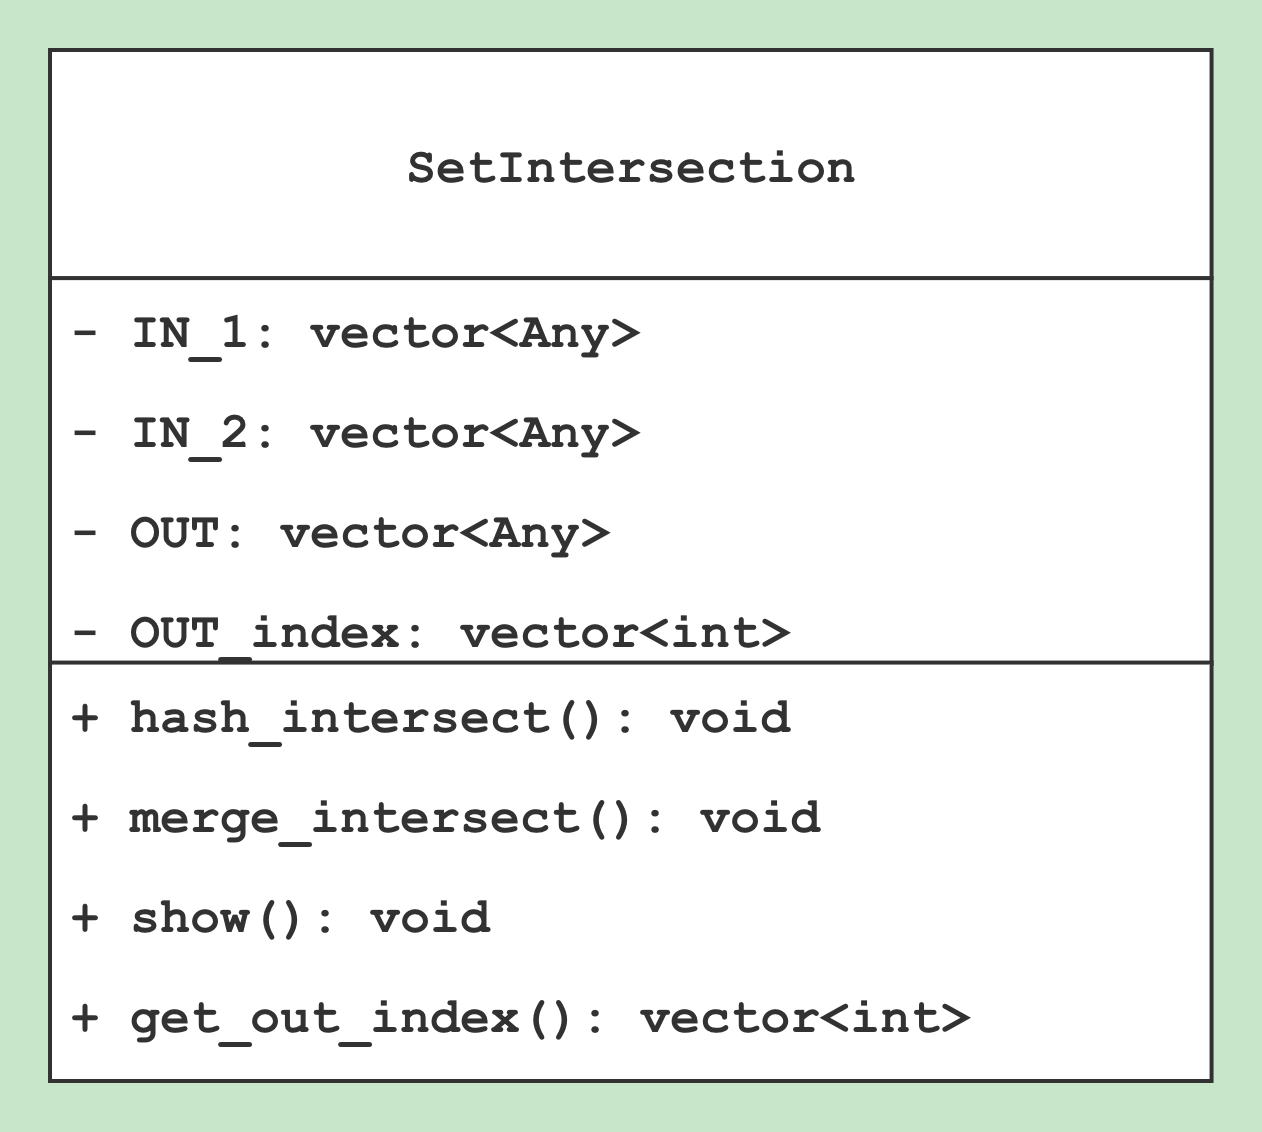 SetIntersection
- IN_1: vector<Any>
- IN_2: vector<Any>
- OUT: vector<Any>
- OUT_index: vector<int>
+ hash_intersect(): void
+ merge_intersect(): void
+ show(): void
+ get_out_index(): vector<int>